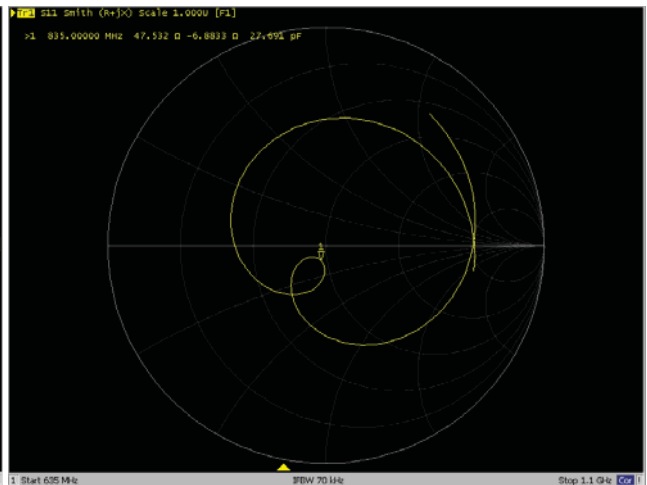 Tr1 S11 Smith (R+jX) Scale 1.000U [F1]
>1 835.00000 MHz 47.532 Ω -6.8833 Ω 27.691 pF
1
1 Start 635 MHz IFBW 70 kHz Stop 1.1 GHz Cor !